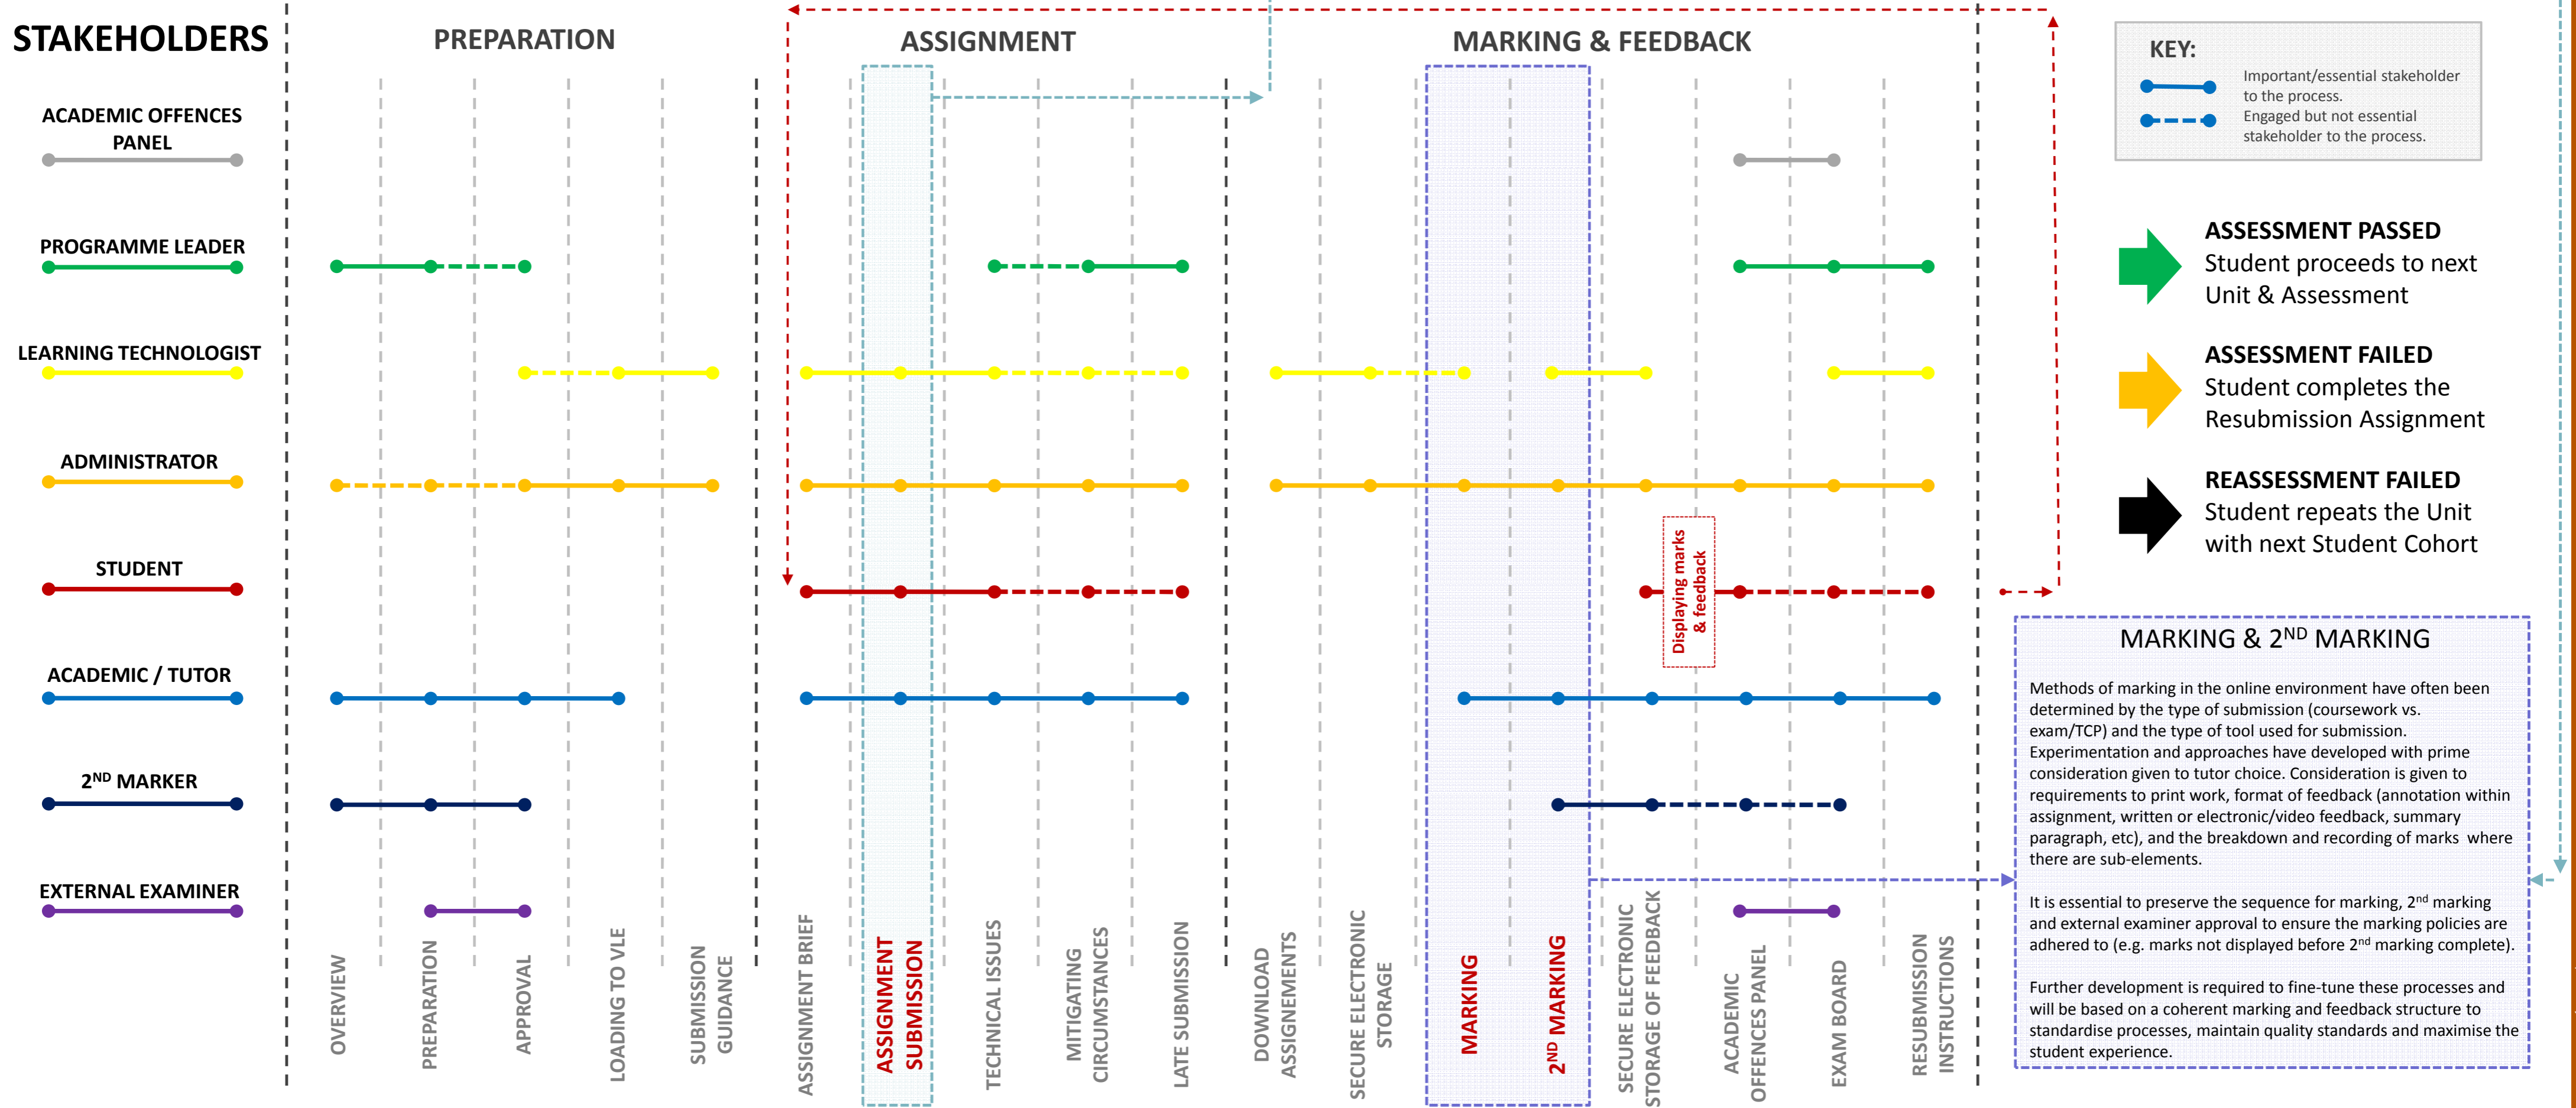 STAKEHOLDERS
PREPARATION
ASSIGNMENT
MARKING & FEEDBACK
KEY:
Important/essential stakeholder
to the process.
Engaged but not essential
stakeholder to the process.
ACADEMIC OFFENCES
PANEL
PROGRAMME LEADER
LEARNING TECHNOLOGIST
ADMINISTRATOR
STUDENT
ACADEMIC / TUTOR
2ND MARKER
EXTERNAL EXAMINER
Displaying marks
& feedback
ASSESSMENT PASSED
Student proceeds to next
Unit & Assessment
ASSESSMENT FAILED
Student completes the
Resubmission Assignment
REASSESSMENT FAILED
Student repeats the Unit
with next Student Cohort
MARKING & 2ND MARKING
Methods of marking in the online environment have often been
determined by the type of submission (coursework vs.
exam/TCP) and the type of tool used for submission.
Experimentation and approaches have developed with prime
consideration given to tutor choice. Consideration is given to
requirements to print work, format of feedback (annotation within
assignment, written or electronic/video feedback, summary
paragraph, etc), and the breakdown and recording of marks where
there are sub-elements.
It is essential to preserve the sequence for marking, 2nd marking
and external examiner approval to ensure the marking policies are
adhered to (e.g. marks not displayed before 2nd marking complete).
Further development is required to fine-tune these processes and
will be based on a coherent marking and feedback structure to
standardise processes, maintain quality standards and maximise the
student experience.
OVERVIEW
PREPARATION
APPROVAL
LOADING TO VLE
SUBMISSION
GUIDANCE
ASSIGNMENT BRIEF
ASSIGNMENT
SUBMISSION
TECHNICAL ISSUES
MITIGATING
CIRCUMSTANCES
LATE SUBMISSION
DOWNLOAD
ASSIGNEMENTS
SECURE ELECTRONIC
STORAGE
MARKING
2ND MARKING
SECURE ELECTRONIC
STORAGE OF FEEDBACK
ACADEMIC
OFFENCES PANEL
EXAM BOARD
RESUBMISSION
INSTRUCTIONS